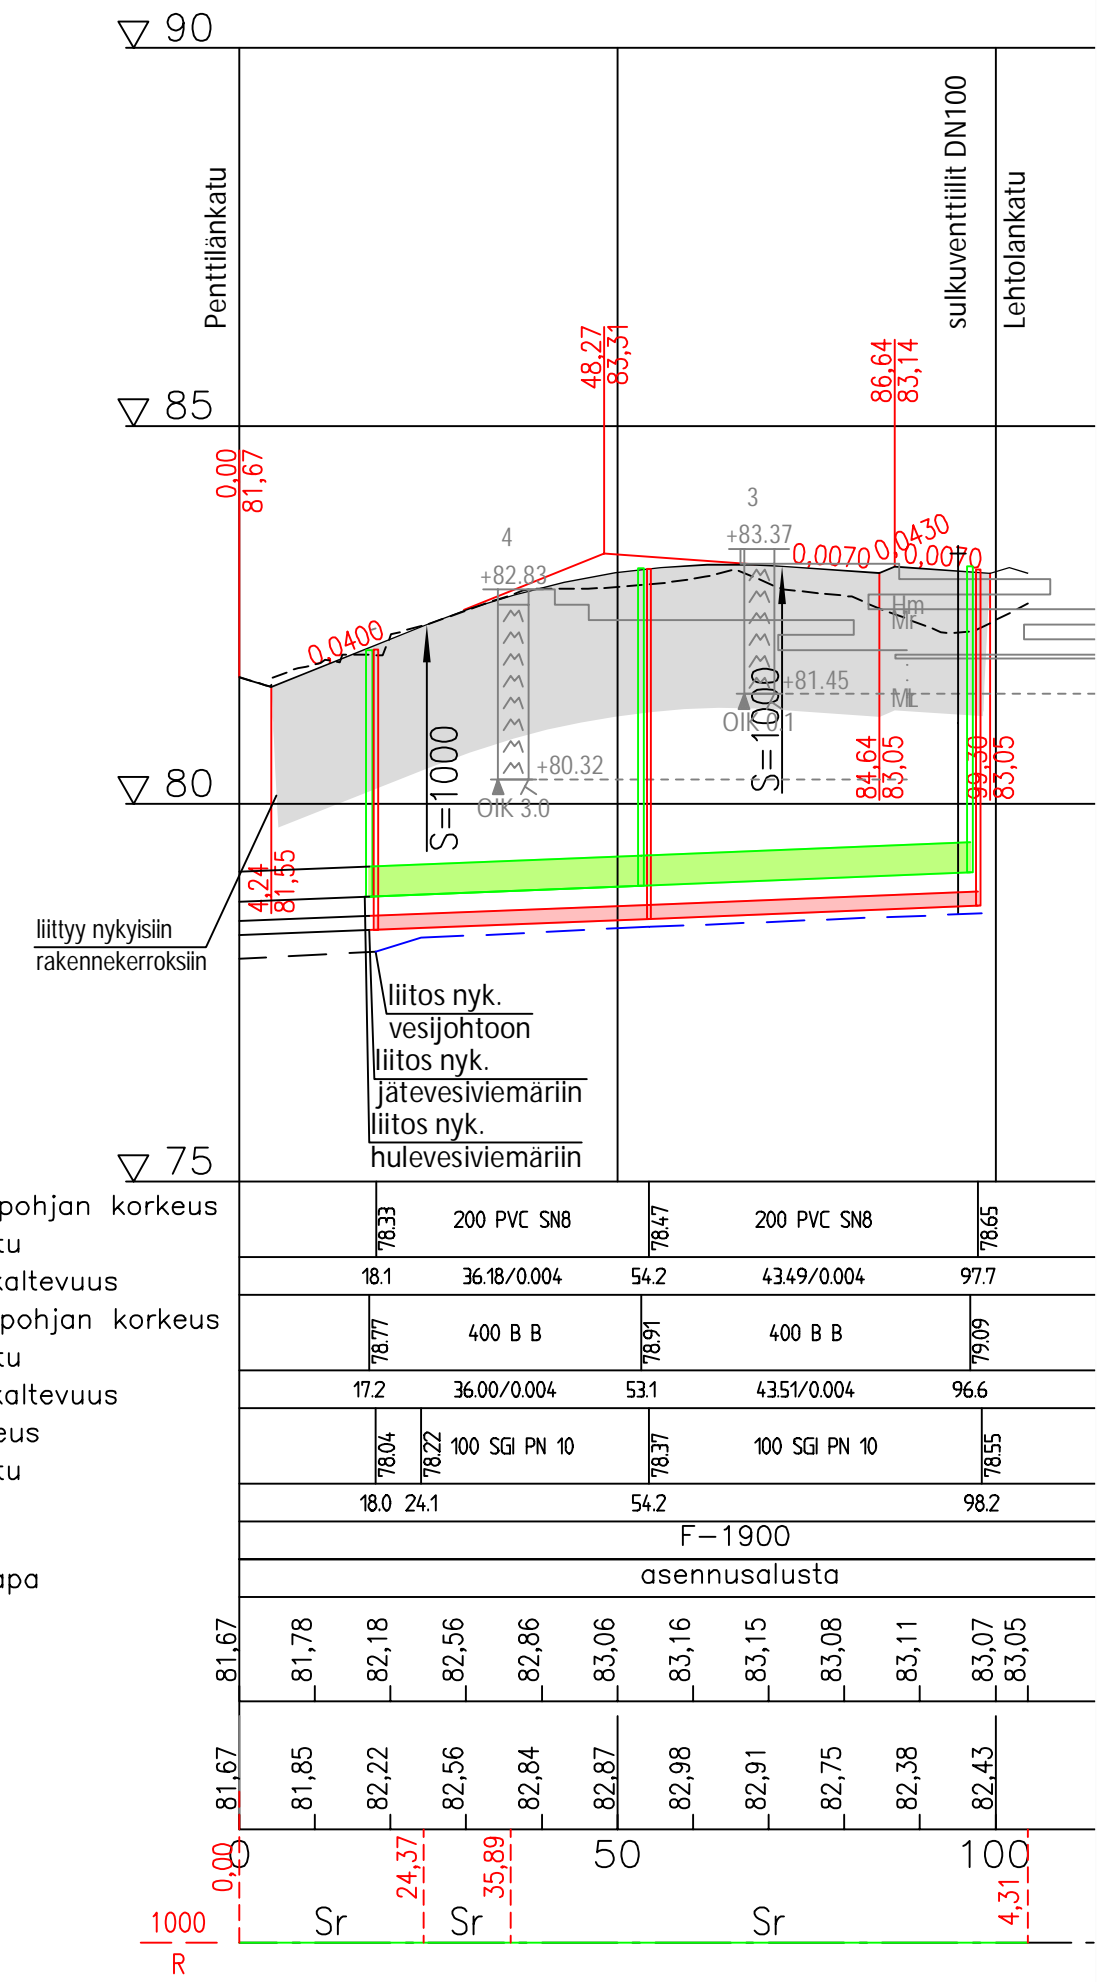 90
Penttilänkatu
sulkuventtiilit DN100
Lehtolankatu
48,27
83,31
86,64
83,14
85
0,00
81,67
3
4
+83.37
+82.83
0,0070
0,0430
0,0070
0,0400
Hm
Mr
+81.45
OIK 0.1
S=1000
S=1000
+80.32
OIK 3.0
84,64
83,05
99,30
83,05
80
4,24
81,55
liittyy nykyisiin
rakennekerroksiin
liitos nyk.
vesijohtoon
liitos nyk.
jätevesiviemäriin
liitos nyk.
hulevesiviemäriin
75
pohjan korkeus
78.33
200 PVC SN8
78.47
200 PVC SN8
78.65
tu
kaltevuus
18.1
36.18/0.004
54.2
43.49/0.004
97.7
pohjan korkeus
78.77
400 B B
78.91
400 B B
79.09
tu
kaltevuus
17.2
36.00/0.004
53.1
43.51/0.004
96.6
eus
78.04
78.22
100 SGI PN 10
78.37
100 SGI PN 10
78.55
tu
18.0
24.1
54.2
98.2
F-1900
apa
asennusalusta
81,67
81,78
82,18
82,56
82,86
83,06
83,16
83,15
83,08
83,11
83,07
83,05
81,67
81,85
82,22
82,56
82,84
82,87
82,98
82,91
82,75
82,38
82,43
0
50
100
0,00
24,37
35,89
4,31
1000
R
Sr
Sr
Sr